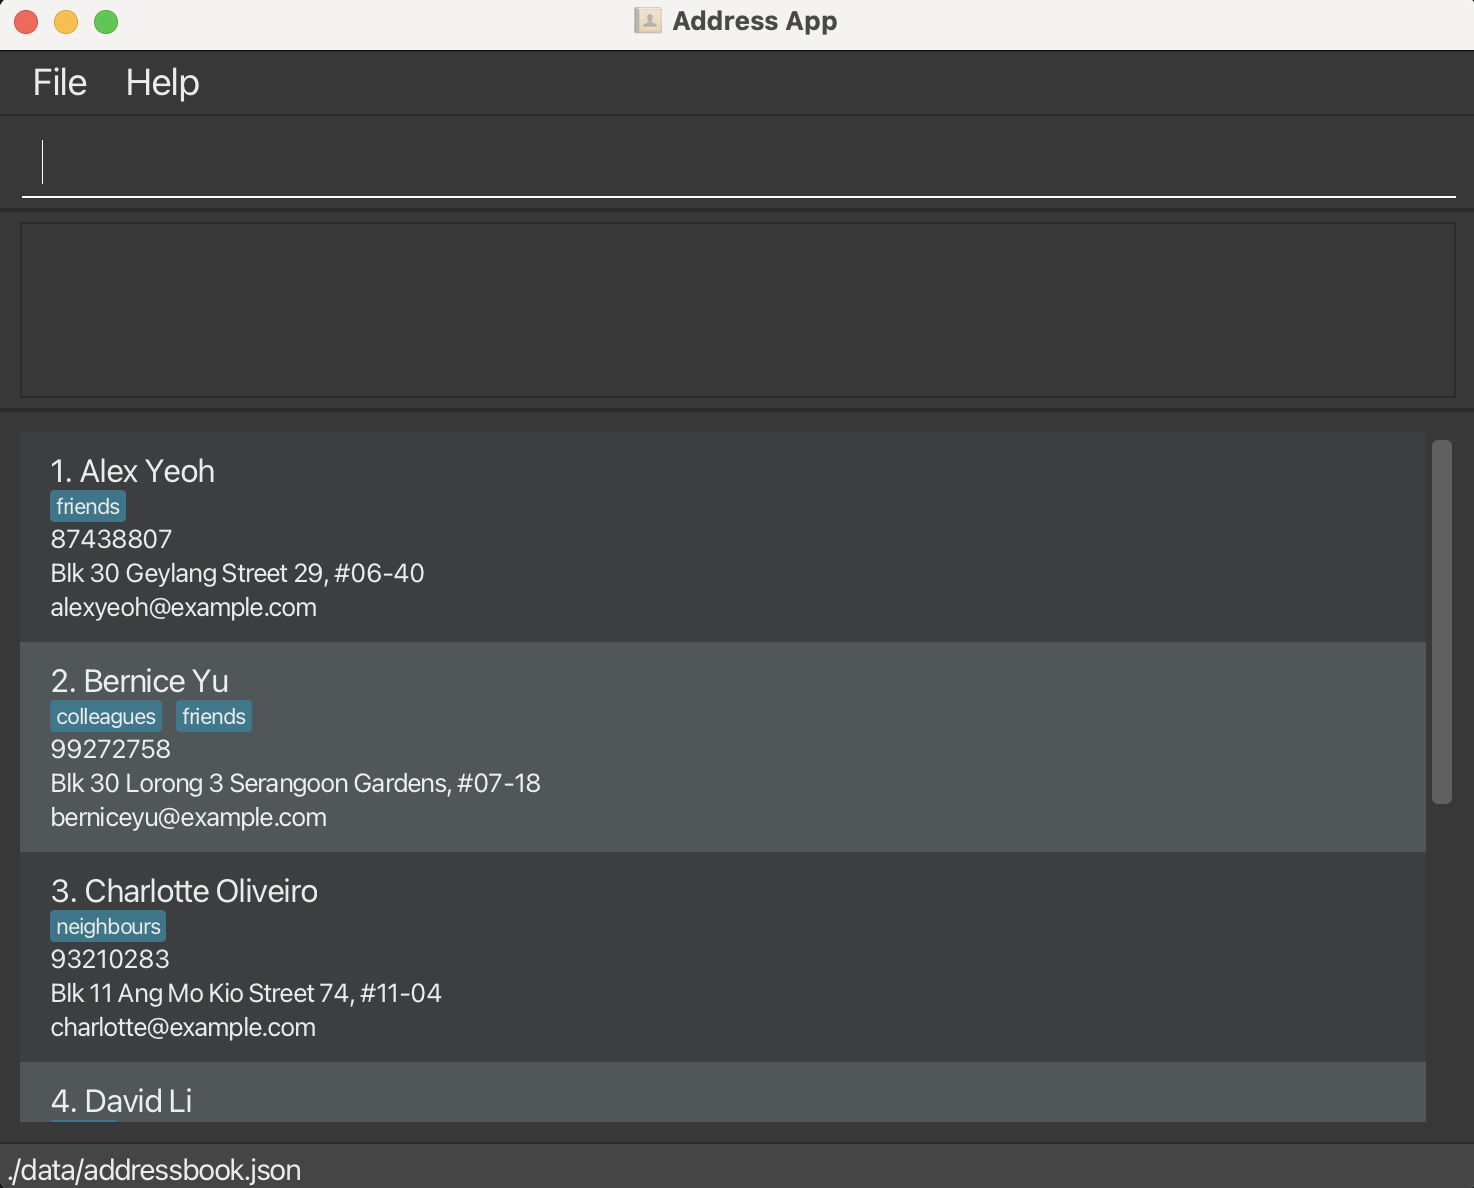 Address App
File Help
1. Alex Yeoh
friends
87438807
Blk 30 Geylang Street 29, #06-40
alexyeoh@example.com
2. Bernice Yu
colleagues friends
99272758
Blk 30 Lorong 3 Serangoon Gardens, #07-18
berniceyu@example.com
3. Charlotte Oliveiro
neighbours
93210283
Blk 11 Ang Mo Kio Street 74, #11-04
charlotte@example.com
4. David Li
./data/addressbook.json